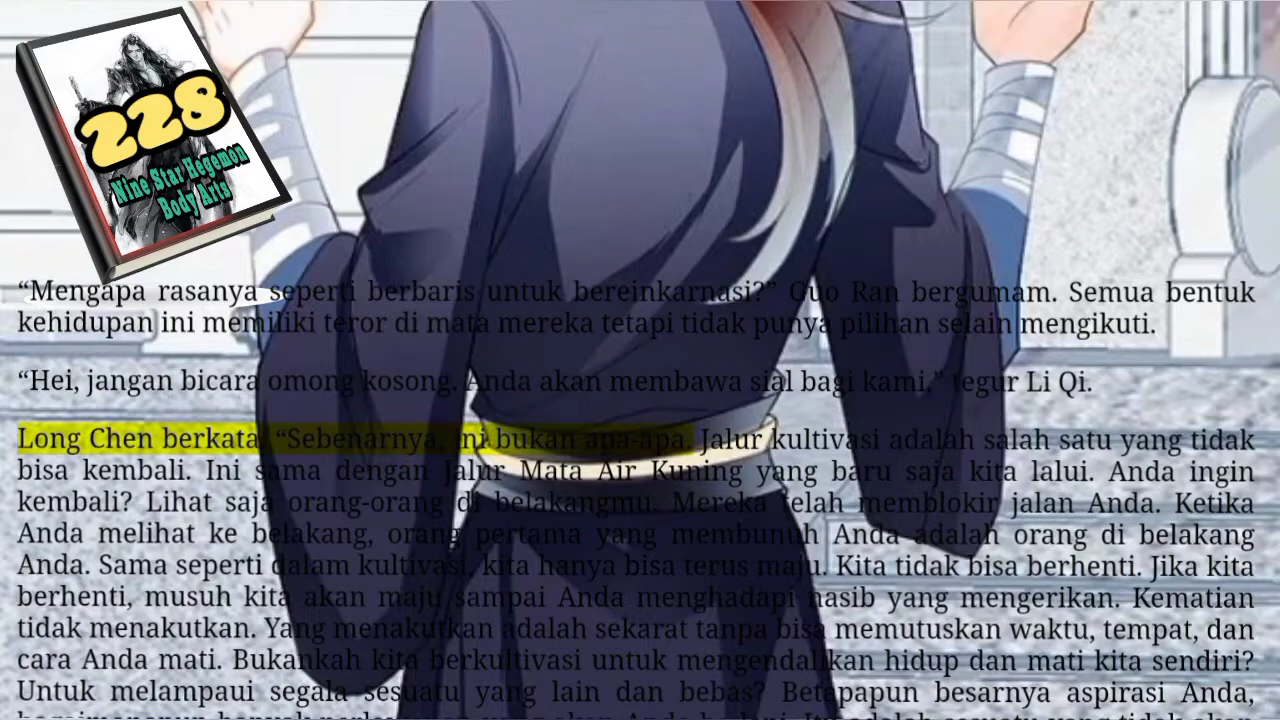 228
Nine Star Hegemon
Body Arts
“Mengapa rasanya seperti berbaris untuk bereinkarnasi?” Guo Ran bergumam. Semua bentuk
kehidupan ini memiliki teror di mata mereka tetapi tidak punya pilihan selain mengikuti.
“Hei, jangan bicara omong kosong. Anda akan membawa sial bagi kami,” tegur Li Qi.
Long Chen berkata, “Sebenarnya, ini bukan apa-apa. Jalur kultivasi adalah salah satu yang tidak
bisa kembali. Ini sama dengan Jalur Mata Air Kuning yang baru saja kita lalui. Anda ingin
kembali? Lihat saja orang-orang di belakangmu. Mereka telah memblokir jalan Anda. Ketika
Anda melihat ke belakang, orang pertama yang membunuh Anda adalah orang di belakang
Anda. Sama seperti dalam kultivasi, kita hanya bisa terus maju. Kita tidak bisa berhenti. Jika kita
berhenti, musuh kita akan maju sampai Anda menghadapi nasib yang mengerikan. Kematian
tidak menakutkan. Yang menakutkan adalah sekarat tanpa bisa memutuskan waktu, tempat, dan
cara Anda mati. Bukankah kita berkultivasi untuk mengendalikan hidup dan mati kita sendiri?
Untuk melampaui segala sesuatu yang lain dan bebas? Betapapun besarnya aspirasi Anda,